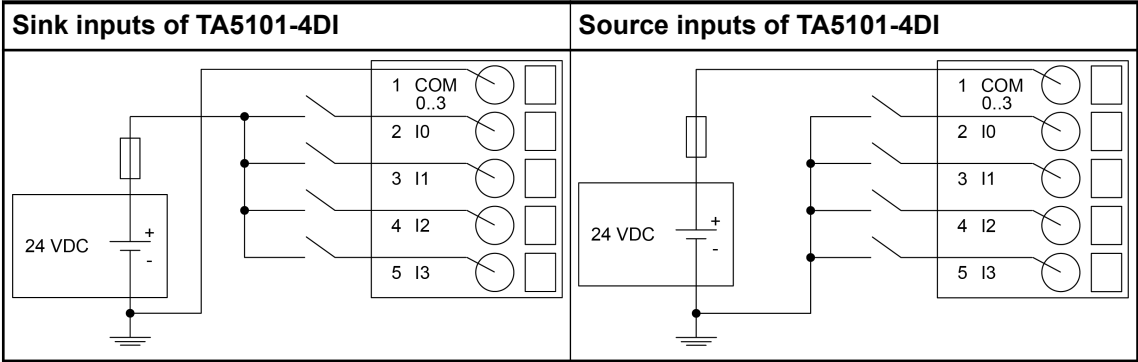 Sink inputs of TA5101-4DI
1 COM
0..3
2 I0
3 I1
4 I2
5 I3
24 VDC
+
-
Source inputs of TA5101-4DI
1 COM
0..3
2 I0
3 I1
4 I2
5 I3
24 VDC
+
-